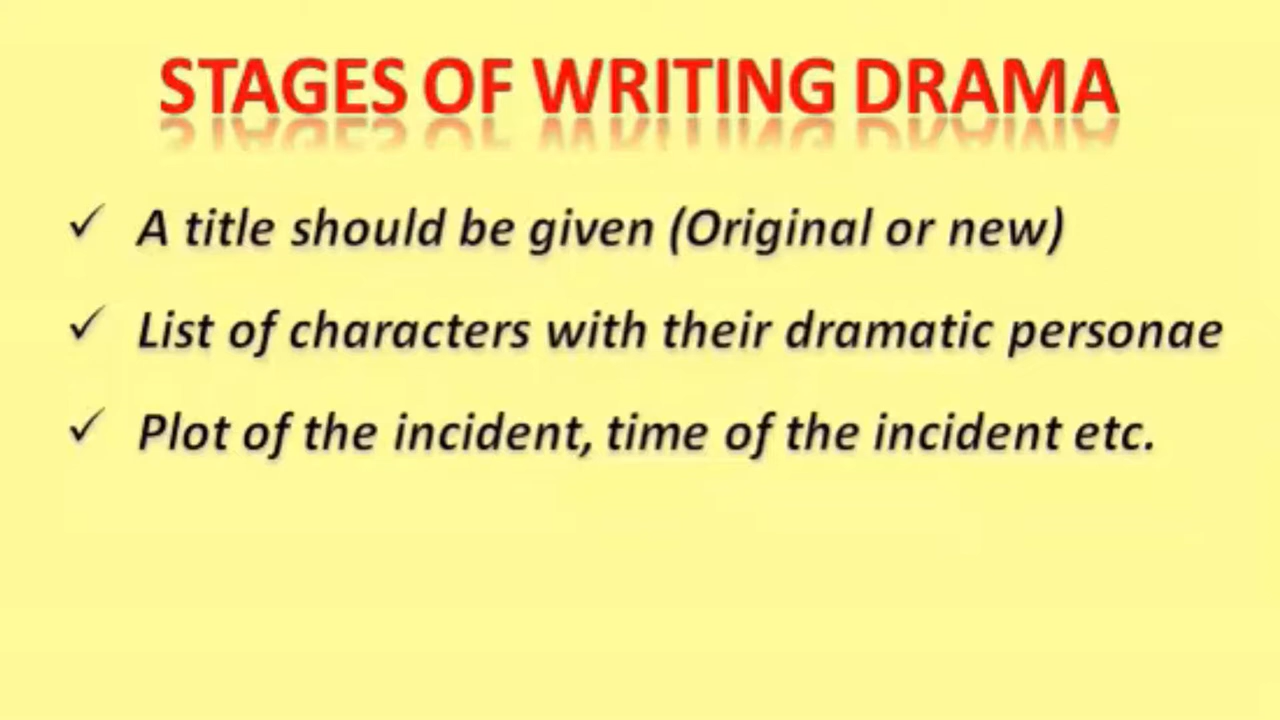 STAGES OF WRITING DRAMA
✓ A title should be given (Original or new)
✓ List of characters with their dramatic personae
✓ Plot of the incident, time of the incident etc.